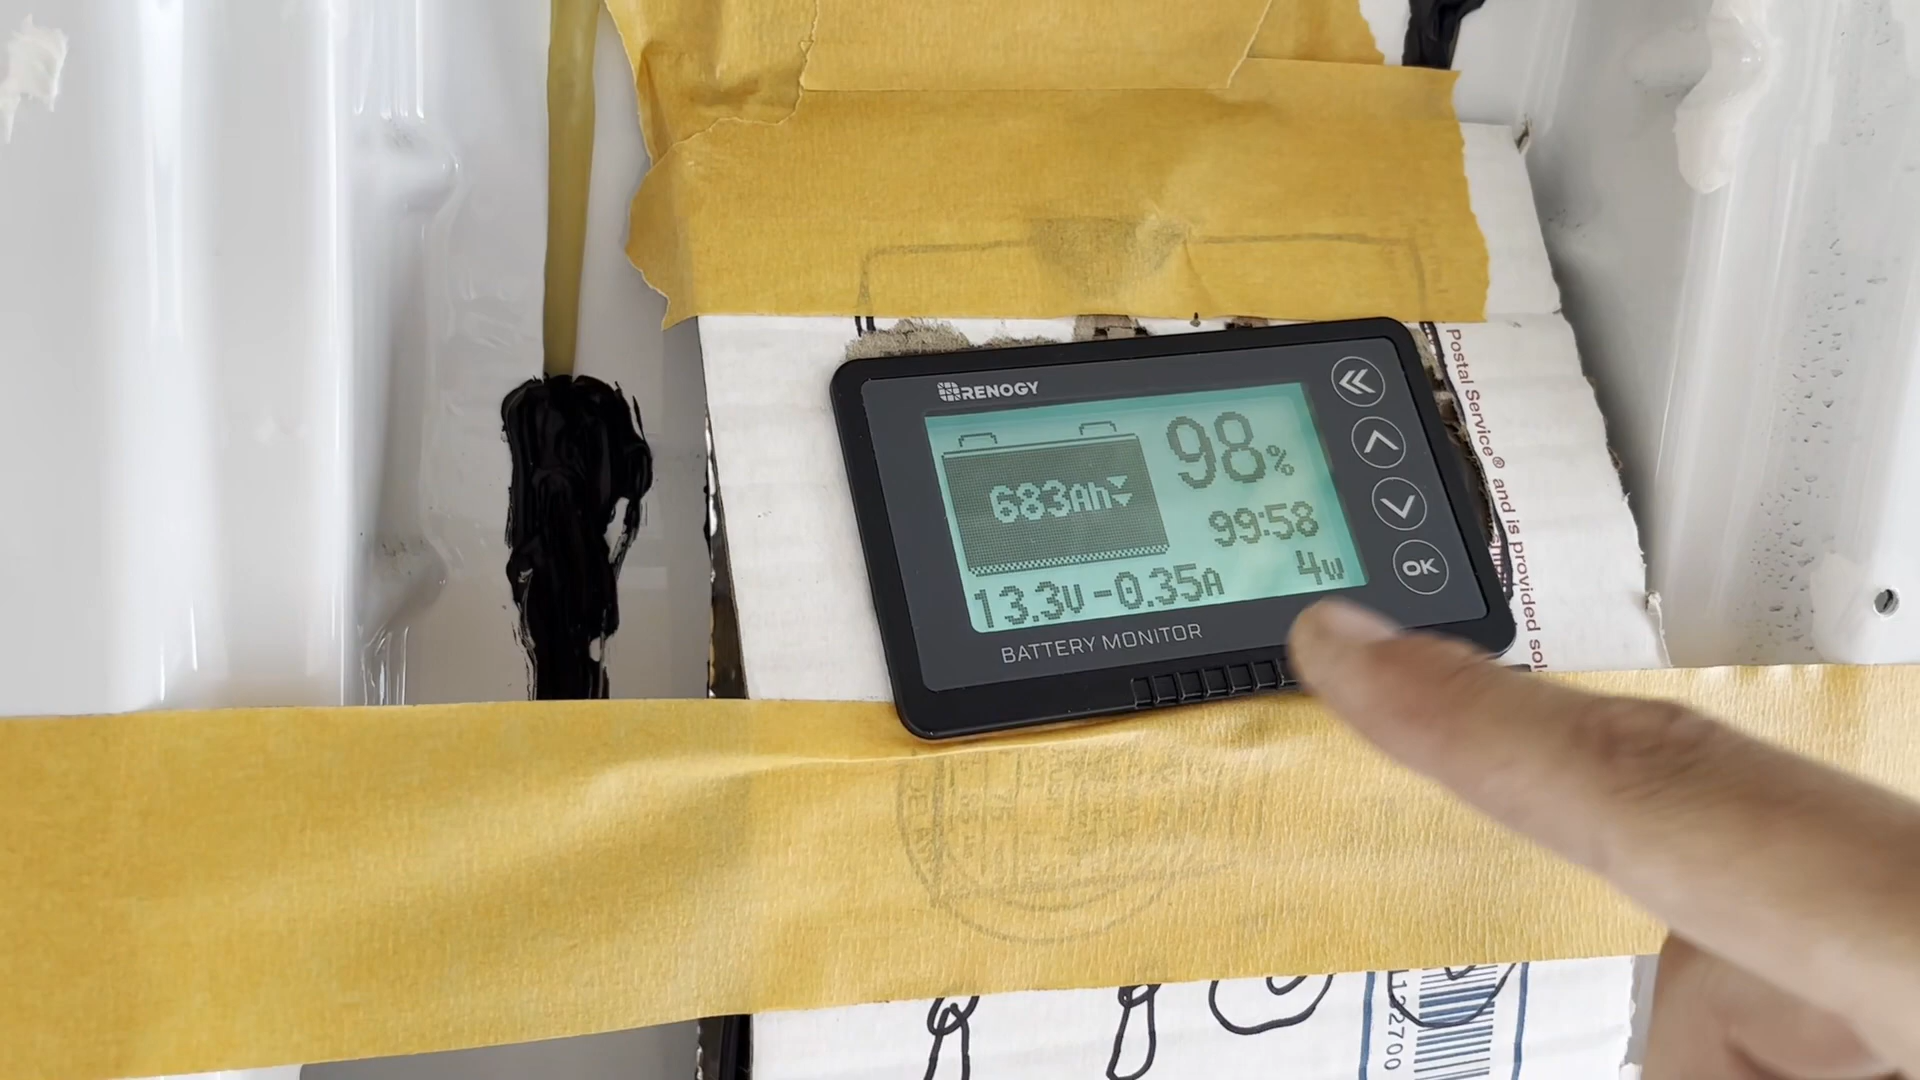 RENOGY
98%
683Ah
99:58
13.3V -0.35A 4w
OK
BATTERY MONITOR
Postal Service® and is provided sol
122700